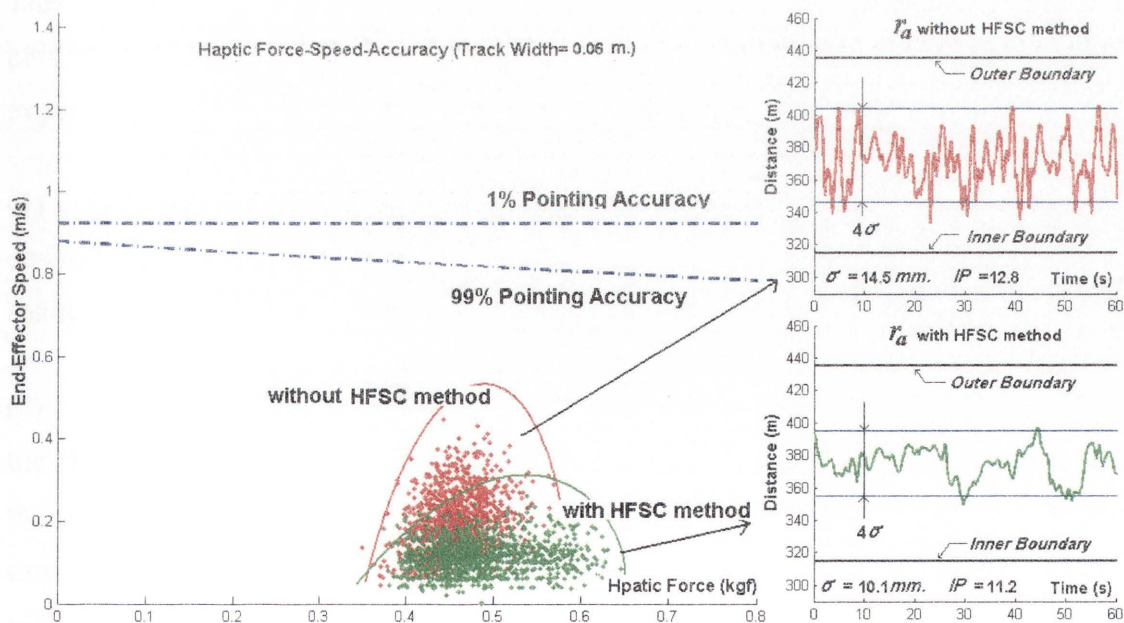 Haptic Force-Speed-Accuracy (Track Width= 0.06 m.)
End-Effector Speed (m/s)
1.4
1.2
1
0.8
0.6
0.4
0.2
0
1% Pointing Accuracy
99% Pointing Accuracy
without HFSC method
with HFSC method
Hpatic Force (kgf)
0 0.1 0.2 0.3 0.4 0.5 0.6 0.7 0.8
ra without HFSC method
Outer Boundary
Distance (m)
460
440
420
400
380
360
340
320
300
4σ
Inner Boundary
σ = 14.5 mm. IP = 12.8 Time (s)
0 10 20 30 40 50 60
ra with HFSC method
Outer Boundary
Distance (m)
460
440
420
400
380
360
340
320
300
4σ
Inner Boundary
σ = 10.1 mm. IP = 11.2 Time (s)
0 10 20 30 40 50 60